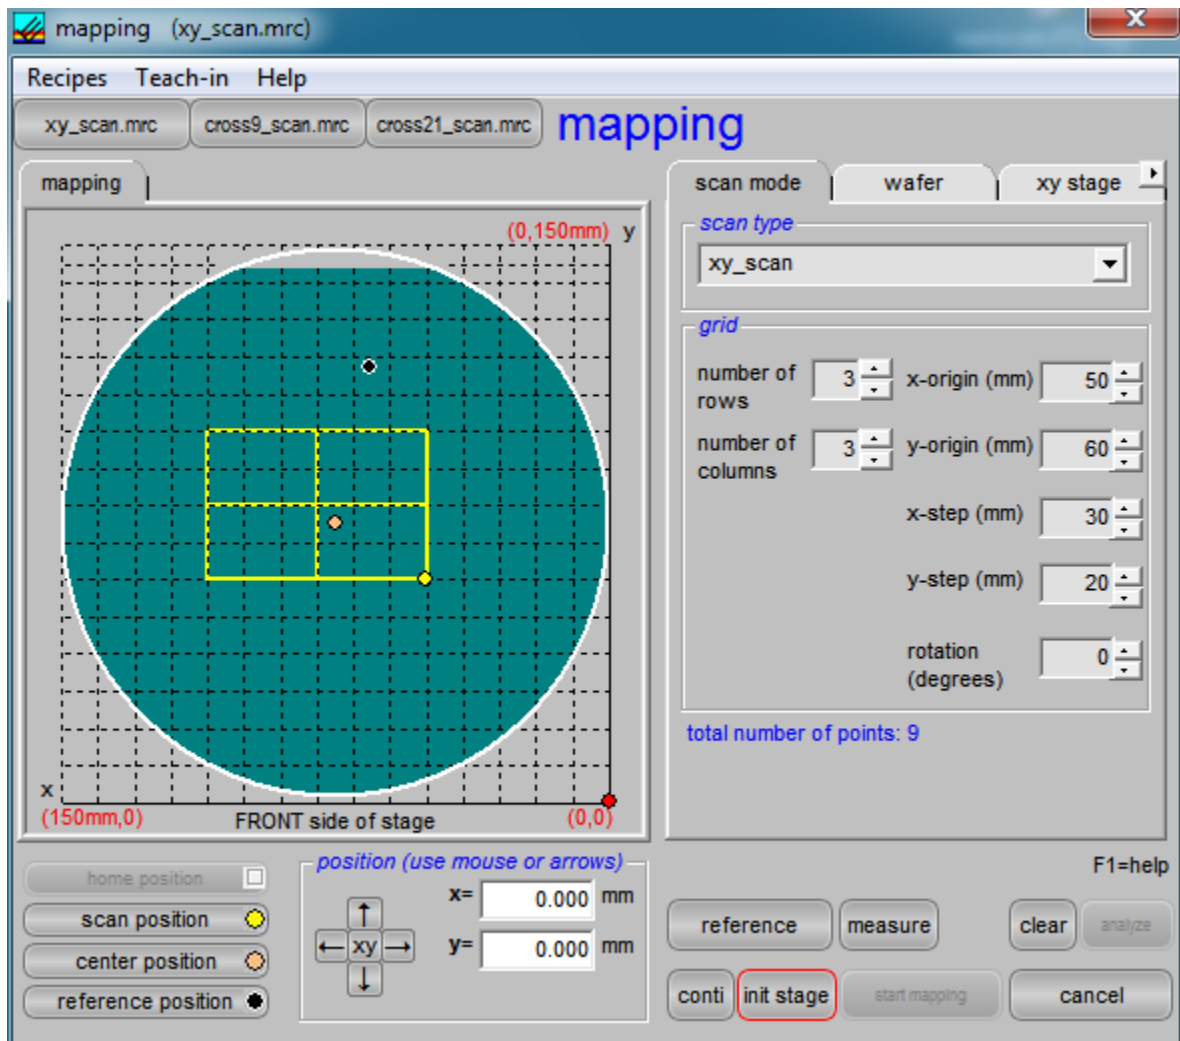 mapping (xy_scan.mrc)
x
Recipes Teach-in Help
xy_scan.mrc cross9_scan.mrc cross21_scan.mrc mapping
mapping
(0,150mm) y
x
(150mm,0) FRONT side of stage (0,0)
scan mode wafer xy stage
scan type
xy_scan
grid
number of rows 3 x-origin (mm) 50
number of columns 3 y-origin (mm) 60
x-step (mm) 30
y-step (mm) 20
rotation (degrees) 0
total number of points: 9
home position
scan position
center position
reference position
position (use mouse or arrows)
xy
x= 0.000 mm
y= 0.000 mm
F1=help
reference measure clear analyze
conti init stage start mapping cancel